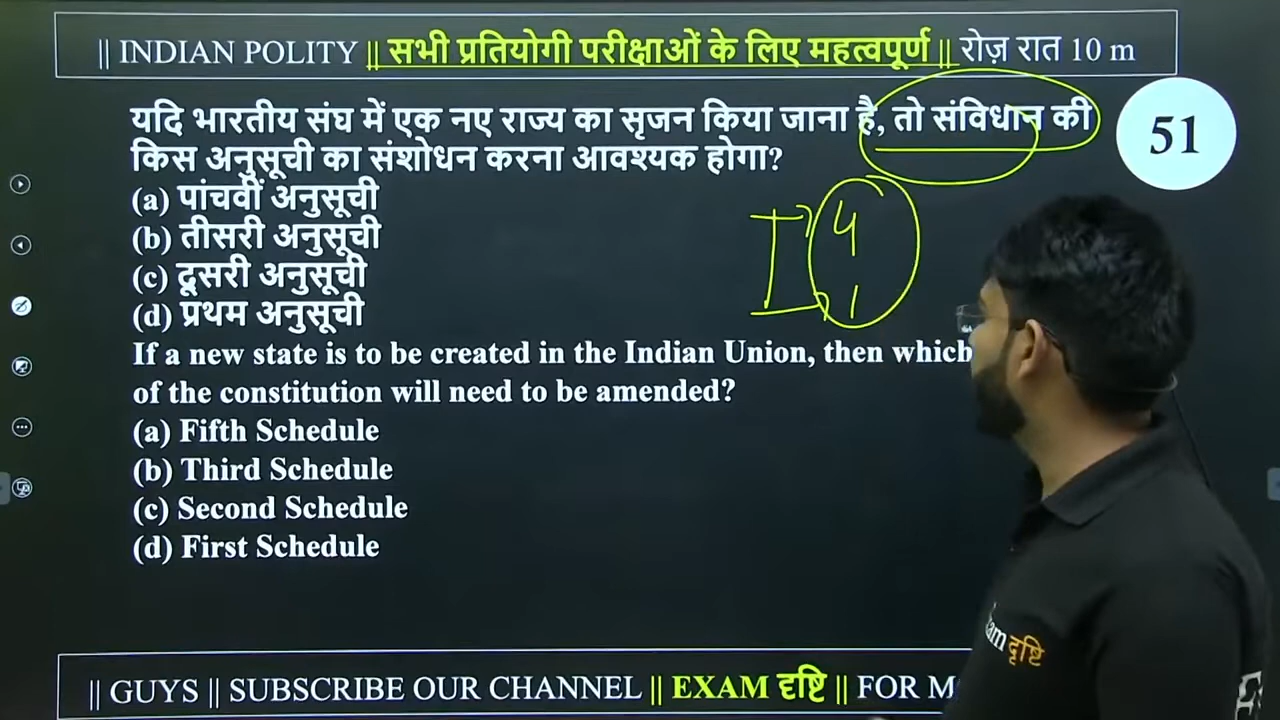 || INDIAN POLITY || सभी प्रतियोगी परीक्षाओं के लिए महत्वपूर्ण || रोज़ रात 10 m
यदि भारतीय संघ में एक नए राज्य का सृजन किया जाना है, तो संविधान की
किस अनुसूची का संशोधन करना आवश्यक होगा?
51
(a) पांचवीं अनुसूची
(b) तीसरी अनुसूची
(c) दूसरी अनुसूची
(d) प्रथम अनुसूची
I 4
1
If a new state is to be created in the Indian Union, then which
of the constitution will need to be amended?
(a) Fifth Schedule
(b) Third Schedule
(c) Second Schedule
(d) First Schedule
am दृष्टि
|| GUYS || SUBSCRIBE OUR CHANNEL || EXAM दृष्टि || FOR M